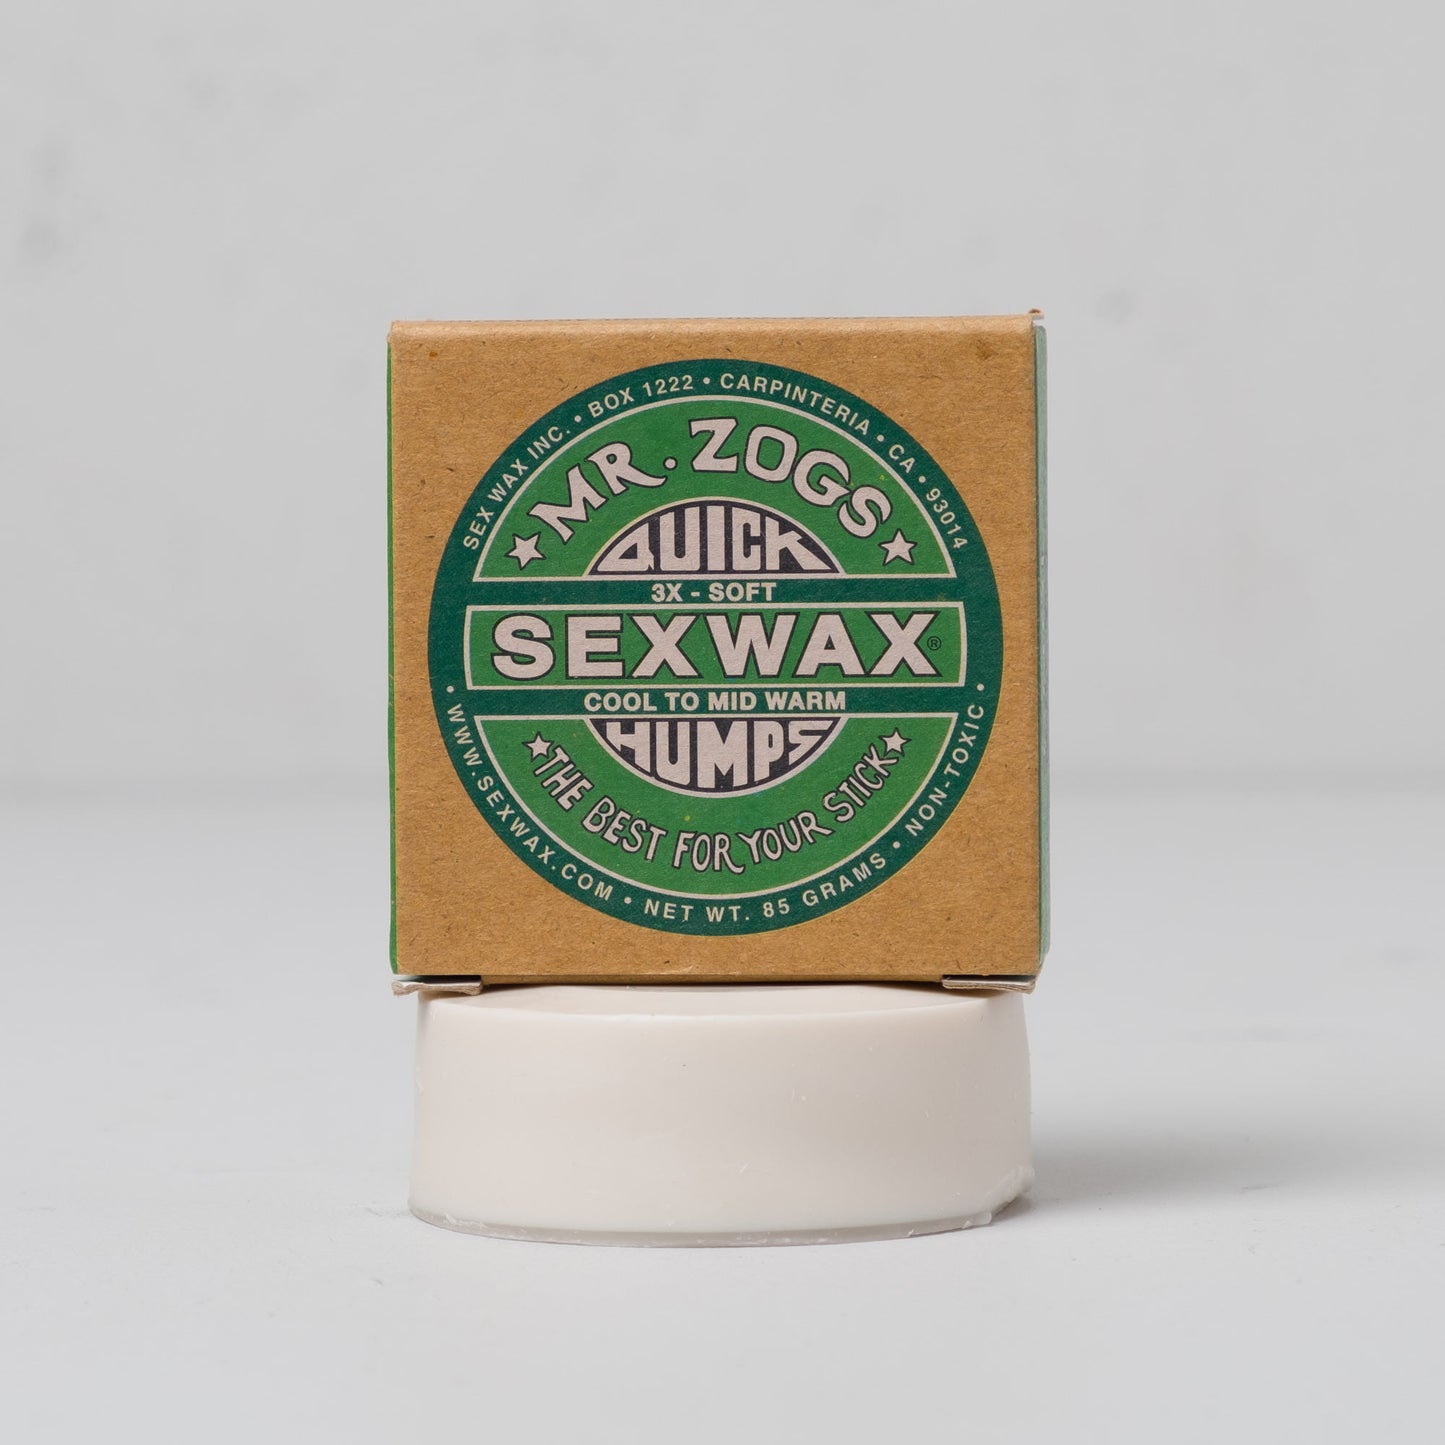 SEX WAX INC. • BOX 1222 • CARPINTERIA • CA • 93014
MR. ZOGS
QUICK
3X - SOFT
SEXWAX®
COOL TO MID WARM
HUMPS
THE BEST FOR YOUR STICK
• WWW.SEXWAX.COM • NET WT. 85 GRAMS • NON-TOXIC •